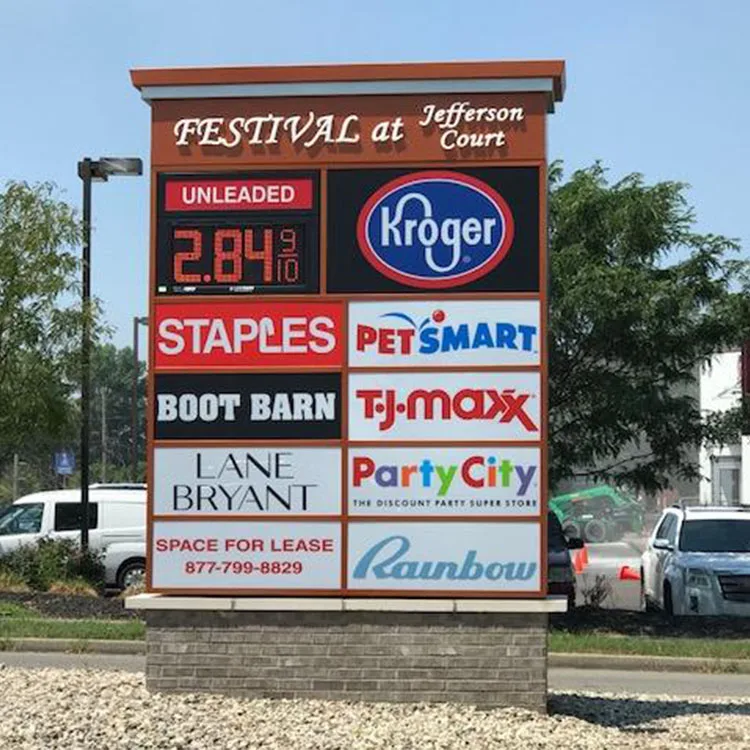 FESTIVAL at Jefferson Court
UNLEADED
2.84 9/10
Kroger
STAPLES
PETSMART
BOOT BARN
T.J.maxx
LANE BRYANT
Party City
THE DISCOUNT PARTY SUPER STORE
SPACE FOR LEASE
877-799-8829
Rainbow